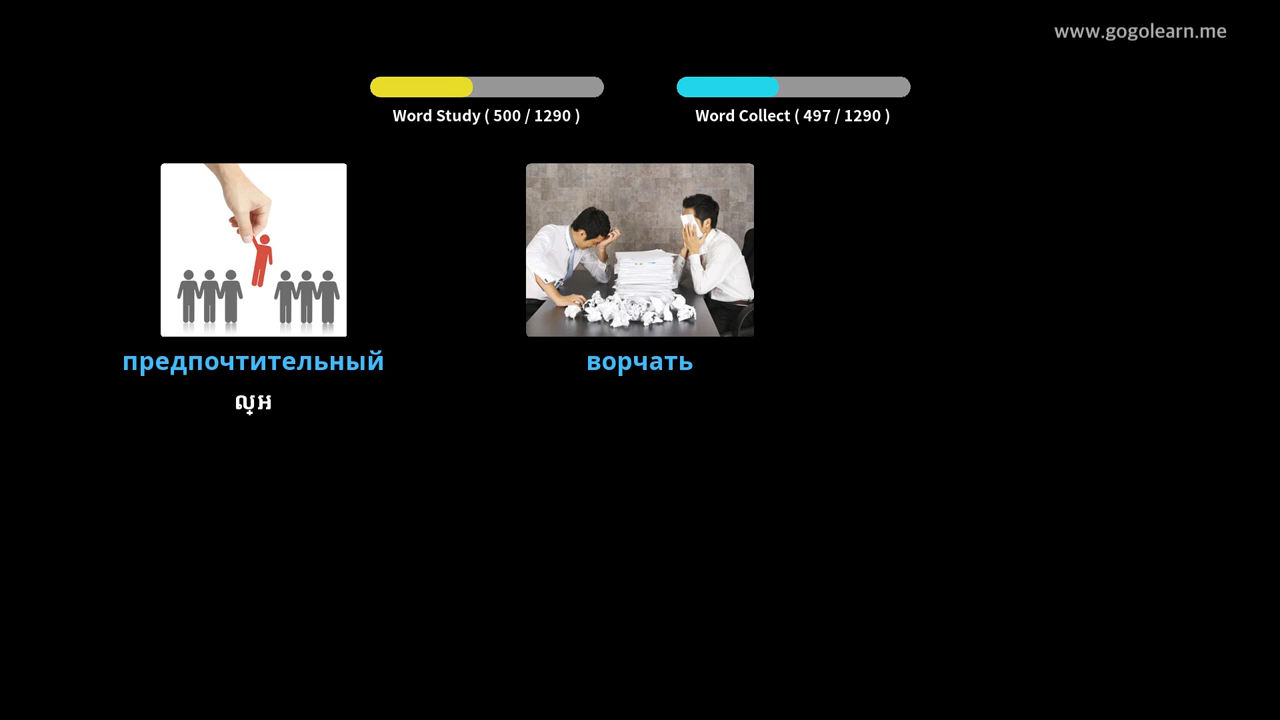 www.gogolearn.me
Word Study ( 500 / 1290 )
Word Collect ( 497 / 1290 )
предпочтительный
ворчать
ល្អ